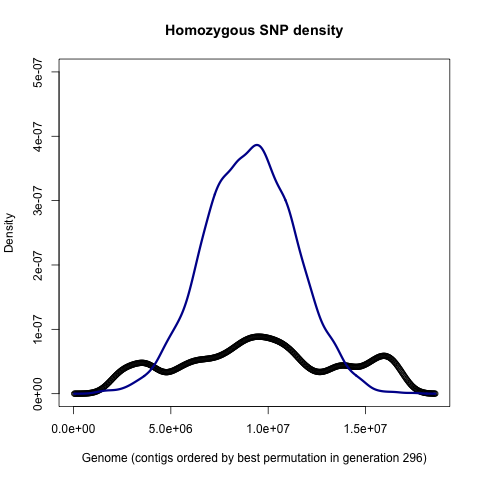 Homozygous SNP density
5e-07
4e-07
3e-07
2e-07
1e-07
0e+00
Density
0.0e+00 5.0e+06 1.0e+07 1.5e+07
Genome (contigs ordered by best permutation in generation 296)